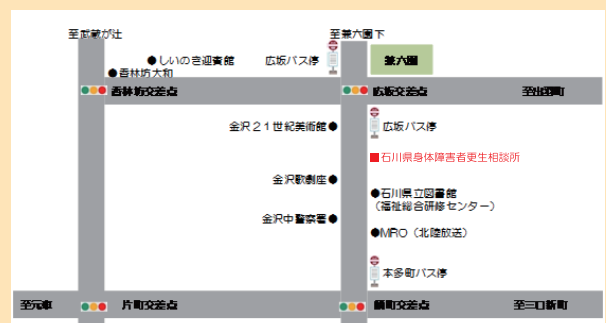 至武蔵が辻
至兼六園下
●しいのき迎賓館
広坂バス停
兼六園
●香林坊大和
香林坊交差点
広坂交差点
至出羽町
金沢21世紀美術館●
広坂バス停
■石川県身体障害者更生相談所
金沢歌劇座●
●石川県立図書館
（福祉総合研修センター）
金沢中警察署●
●MRO（北陸放送）
本多町バス停
至元車
片町交差点
鱗町交差点
至三口新町